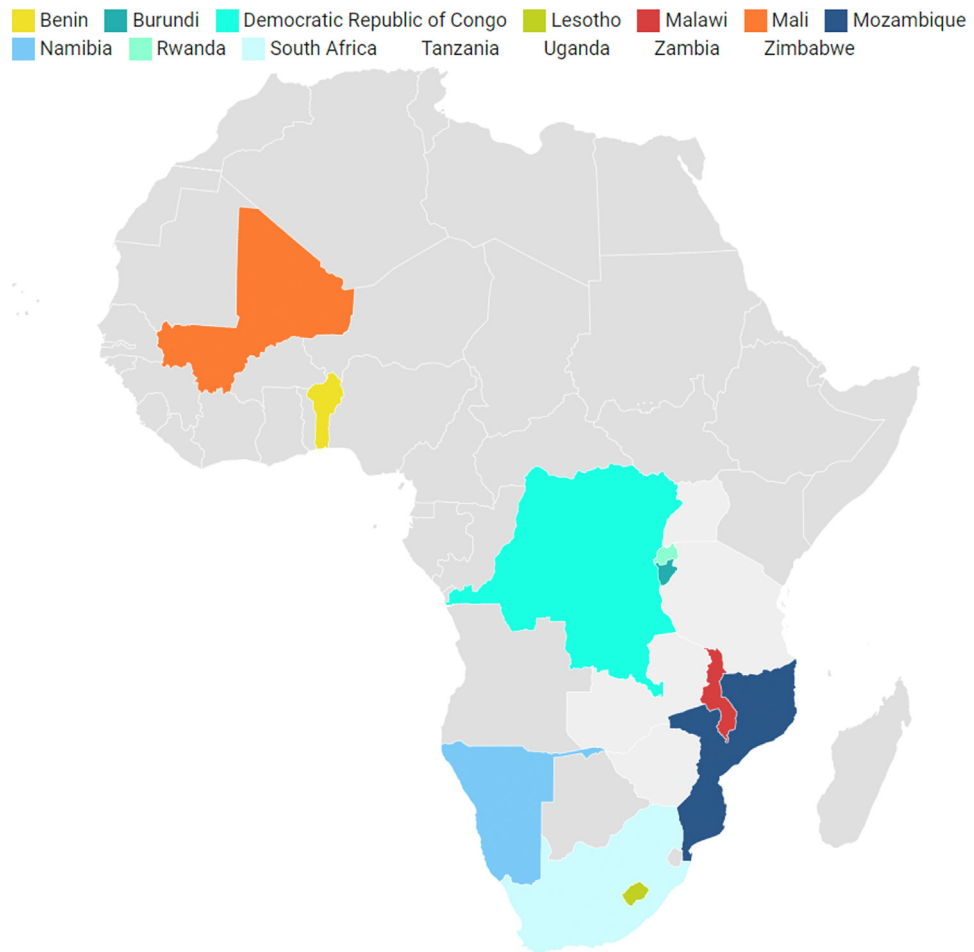 Benin Burundi Democratic Republic of Congo Lesotho Malawi Mali Mozambique
Namibia Rwanda South Africa Tanzania Uganda Zambia Zimbabwe